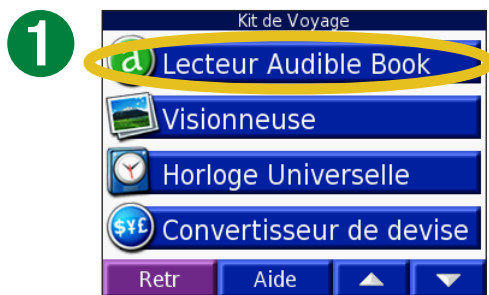 1
Kit de Voyage
a Lecteur Audible Book
Visionneuse
Horloge Universelle
$¥£ Convertisseur de devise
Retr Aide